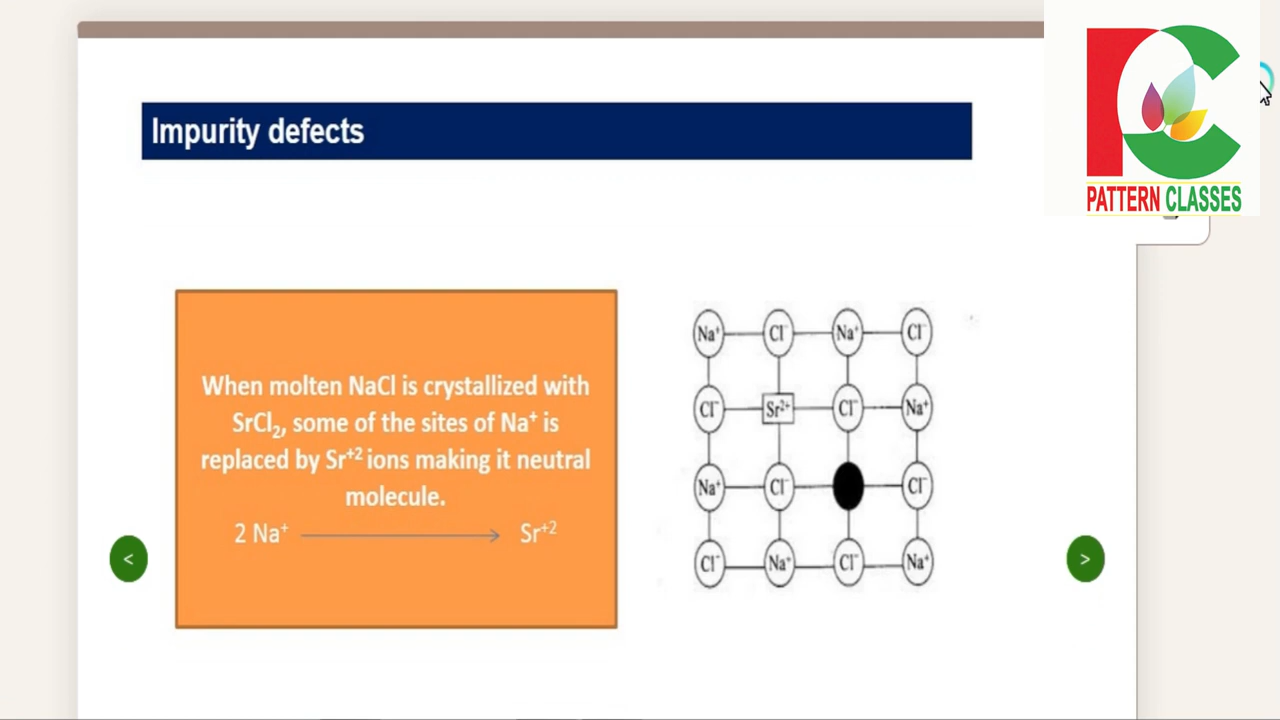 PATTERN CLASSES
Impurity defects
When molten NaCl is crystallized with
SrCl₂, some of the sites of Na⁺ is
replaced by Sr⁺² ions making it neutral
molecule.
2 Na⁺ ⟶ Sr⁺²
Na⁺ Cl⁻ Na⁺ Cl⁻
Cl⁻ Sr²⁺ Cl⁻ Na⁺
Na⁺ Cl⁻ Cl⁻
Cl⁻ Na⁺ Cl⁻ Na⁺
< >